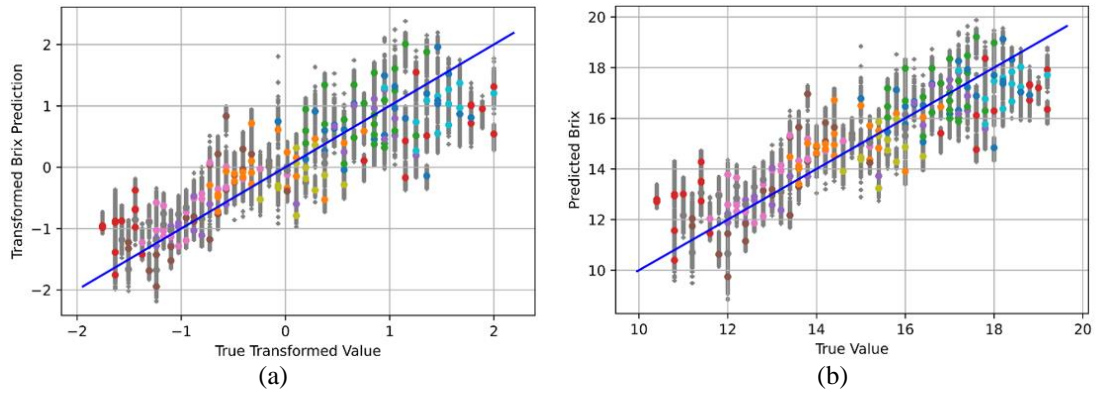 2
1
0
−1
−2
Transformed Brix Prediction
−2 −1 0 1 2
True Transformed Value
(a)
20
18
16
14
12
10
Predicted Brix
10 12 14 16 18 20
True Value
(b)